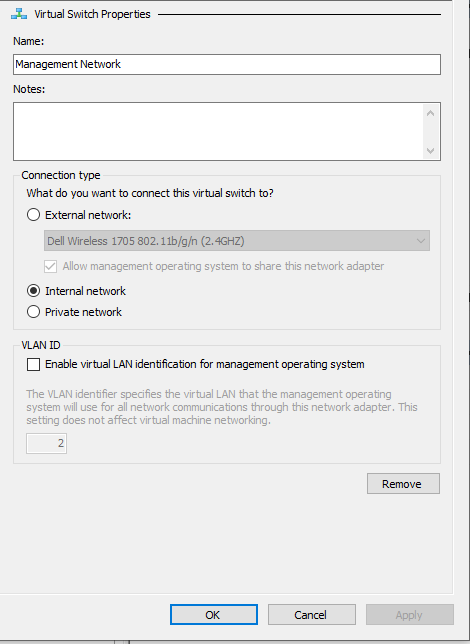 Virtual Switch Properties
Name:
Management Network
Notes:
Connection type
What do you want to connect this virtual switch to?
External network:
Dell Wireless 1705 802.11b/g/n (2.4GHZ)
Allow management operating system to share this network adapter
Internal network
Private network
VLAN ID
Enable virtual LAN identification for management operating system
The VLAN identifier specifies the virtual LAN that the management operating
system will use for all network communications through this network adapter. This
setting does not affect virtual machine networking.
2
Remove
OK
Cancel
Apply